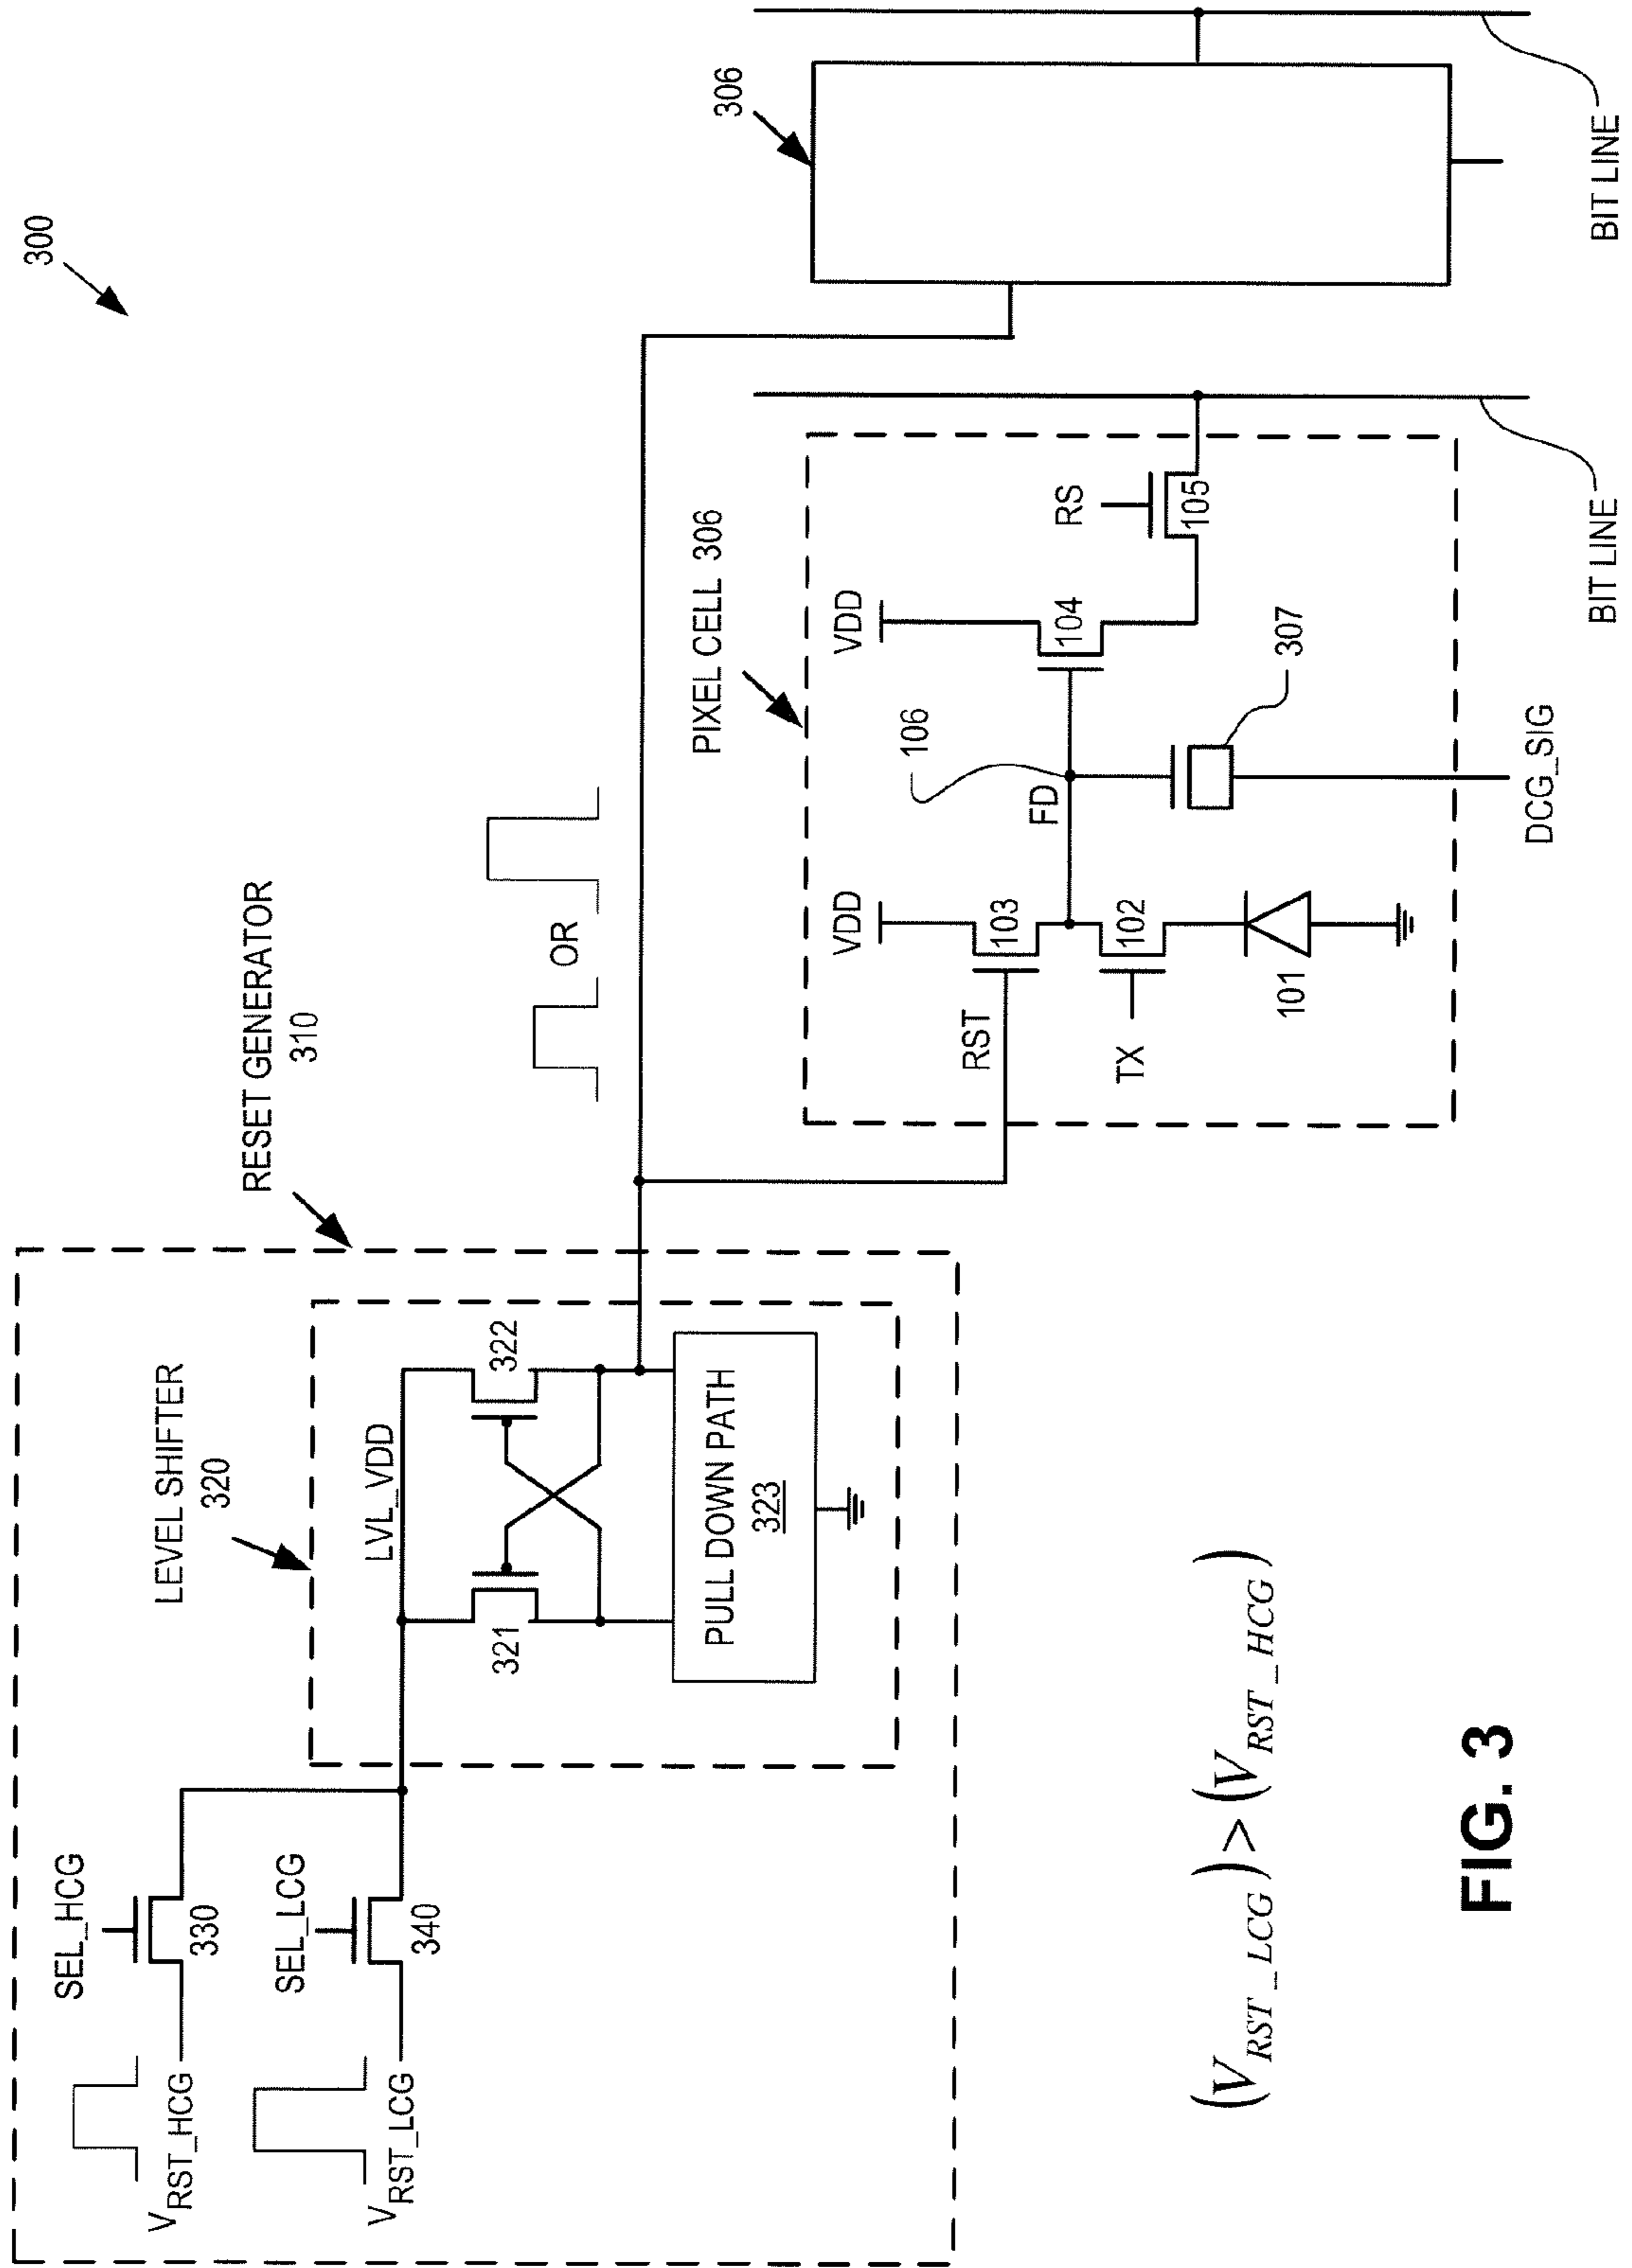 300
RESET GENERATOR
310
LEVEL SHIFTER
320
SEL_HCG
330
V_RST_HCG
SEL_LCG
340
V_RST_LCG
LVL_VDD
321
322
PULL DOWN PATH
323
OR
PIXEL CELL 306
306
VDD
VDD
RST
103
FD
106
104
RS
105
TX
102
101
307
DCG_SIG
BIT LINE
BIT LINE
(V_RST_LCG) > (V_RST_HCG)
FIG. 3